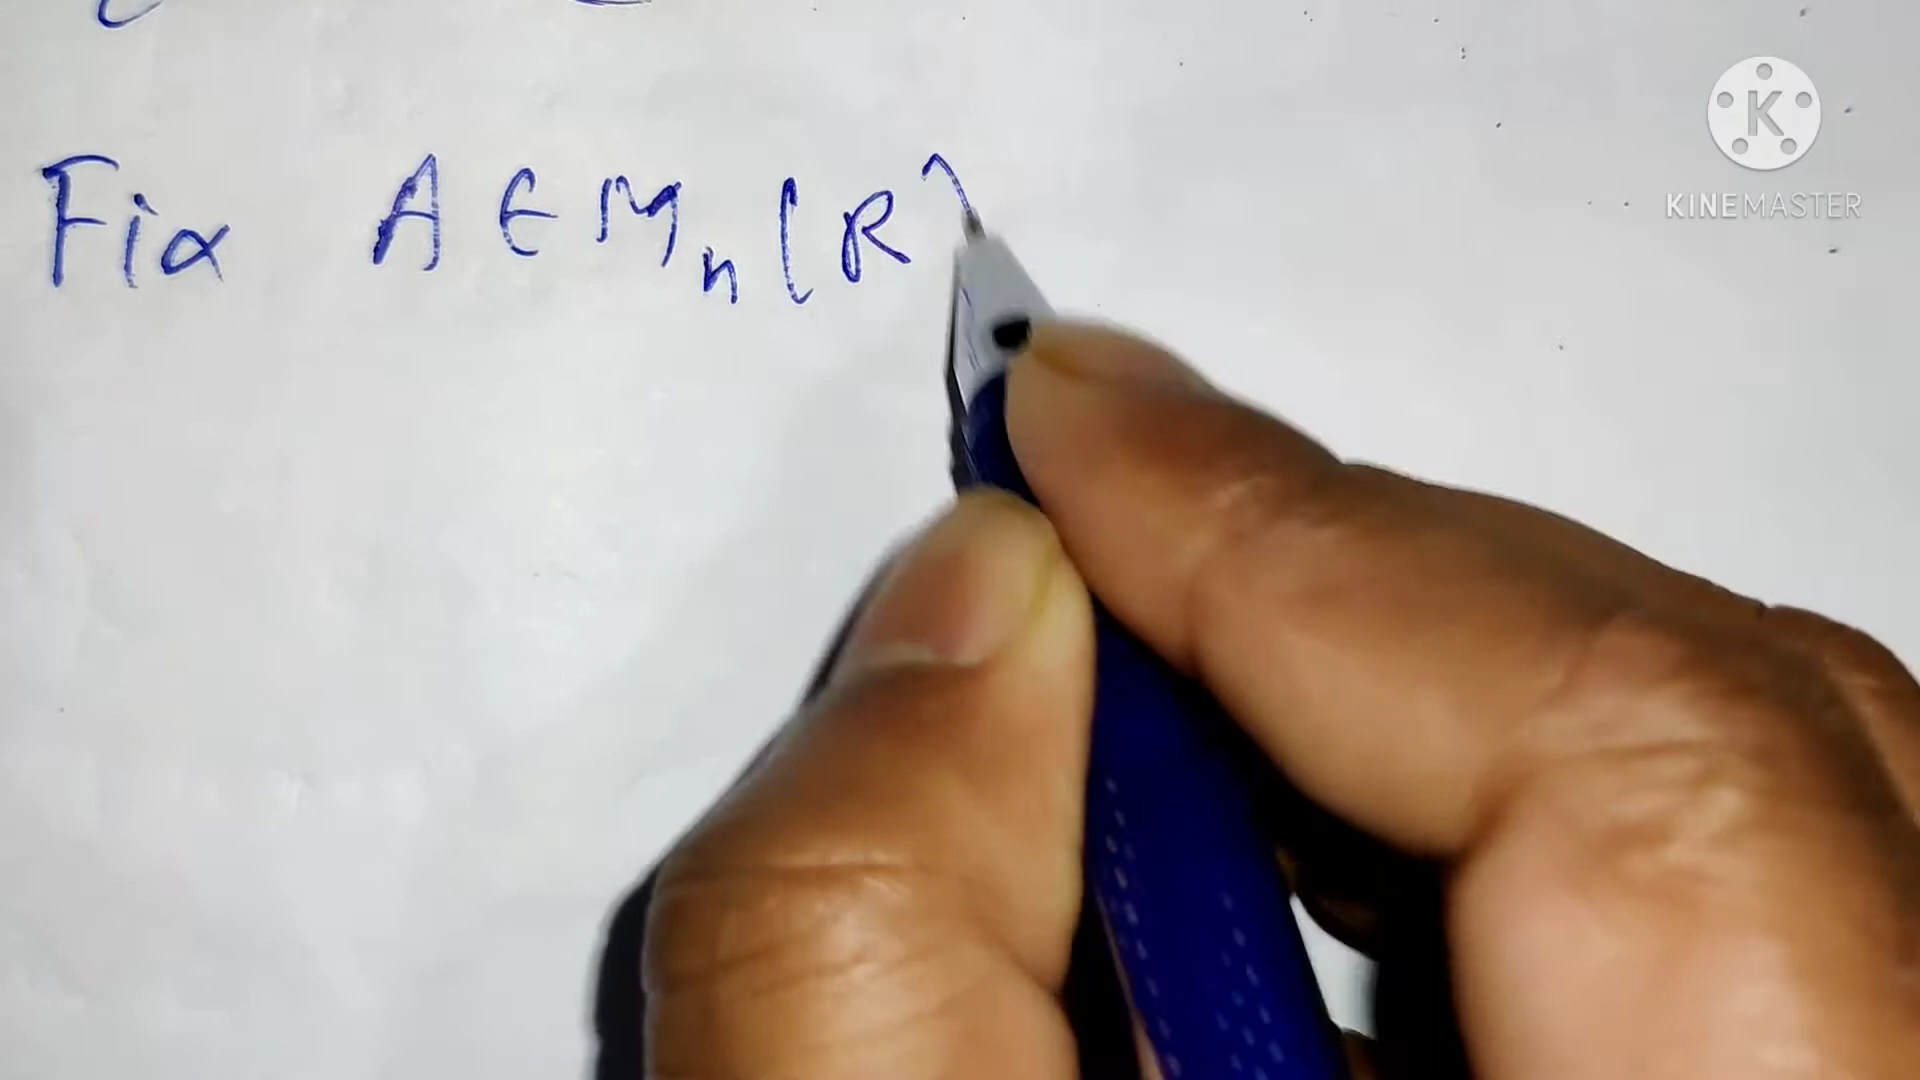 Fix A ∈ Mn (R)
K
KINEMASTER